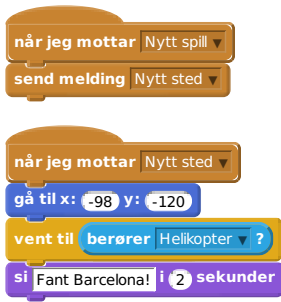 når jeg mottar Nytt spill ▼
send melding Nytt sted ▼
når jeg mottar Nytt sted ▼
gå til x: -98 y: -120
vent til berører Helikopter ▼ ?
si Fant Barcelona! i 2 sekunder